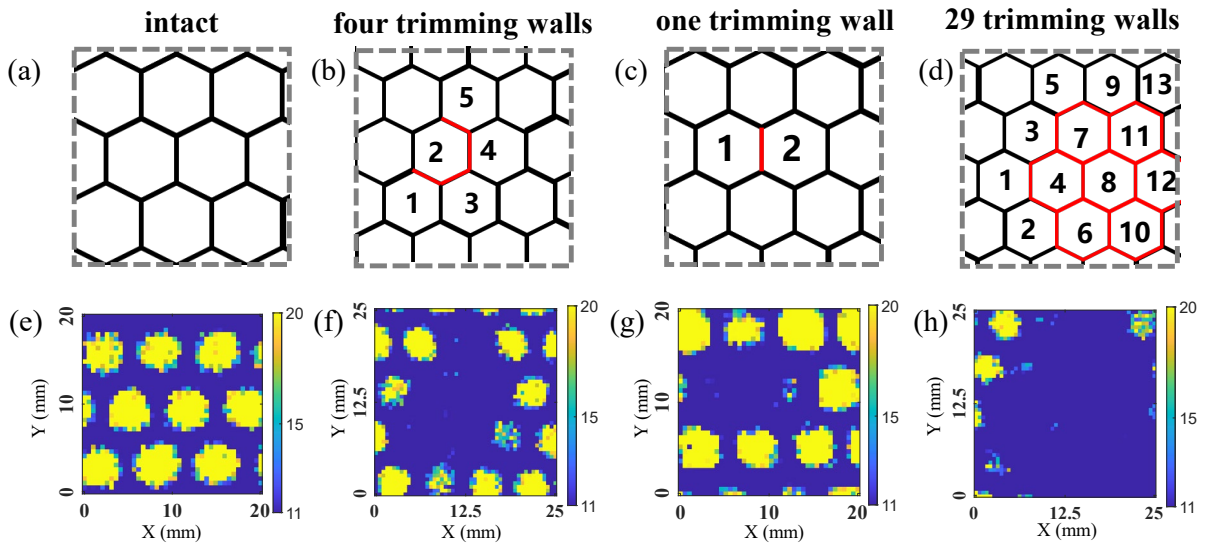 intact
four trimming walls
one trimming wall
29 trimming walls
(a)
(b)
(c)
(d)
5
2
4
1
3
1
2
5
9
13
3
7
11
1
4
8
12
2
6
10
(e)
(f)
(g)
(h)
20
10
0
Y (mm)
0
10
20
X (mm)
20
15
11
25
12.5
0
Y (mm)
0
12.5
25
X (mm)
20
15
11
20
10
0
Y (mm)
0
10
20
X (mm)
20
15
11
25
12.5
0
Y (mm)
0
12.5
25
X (mm)
20
15
11